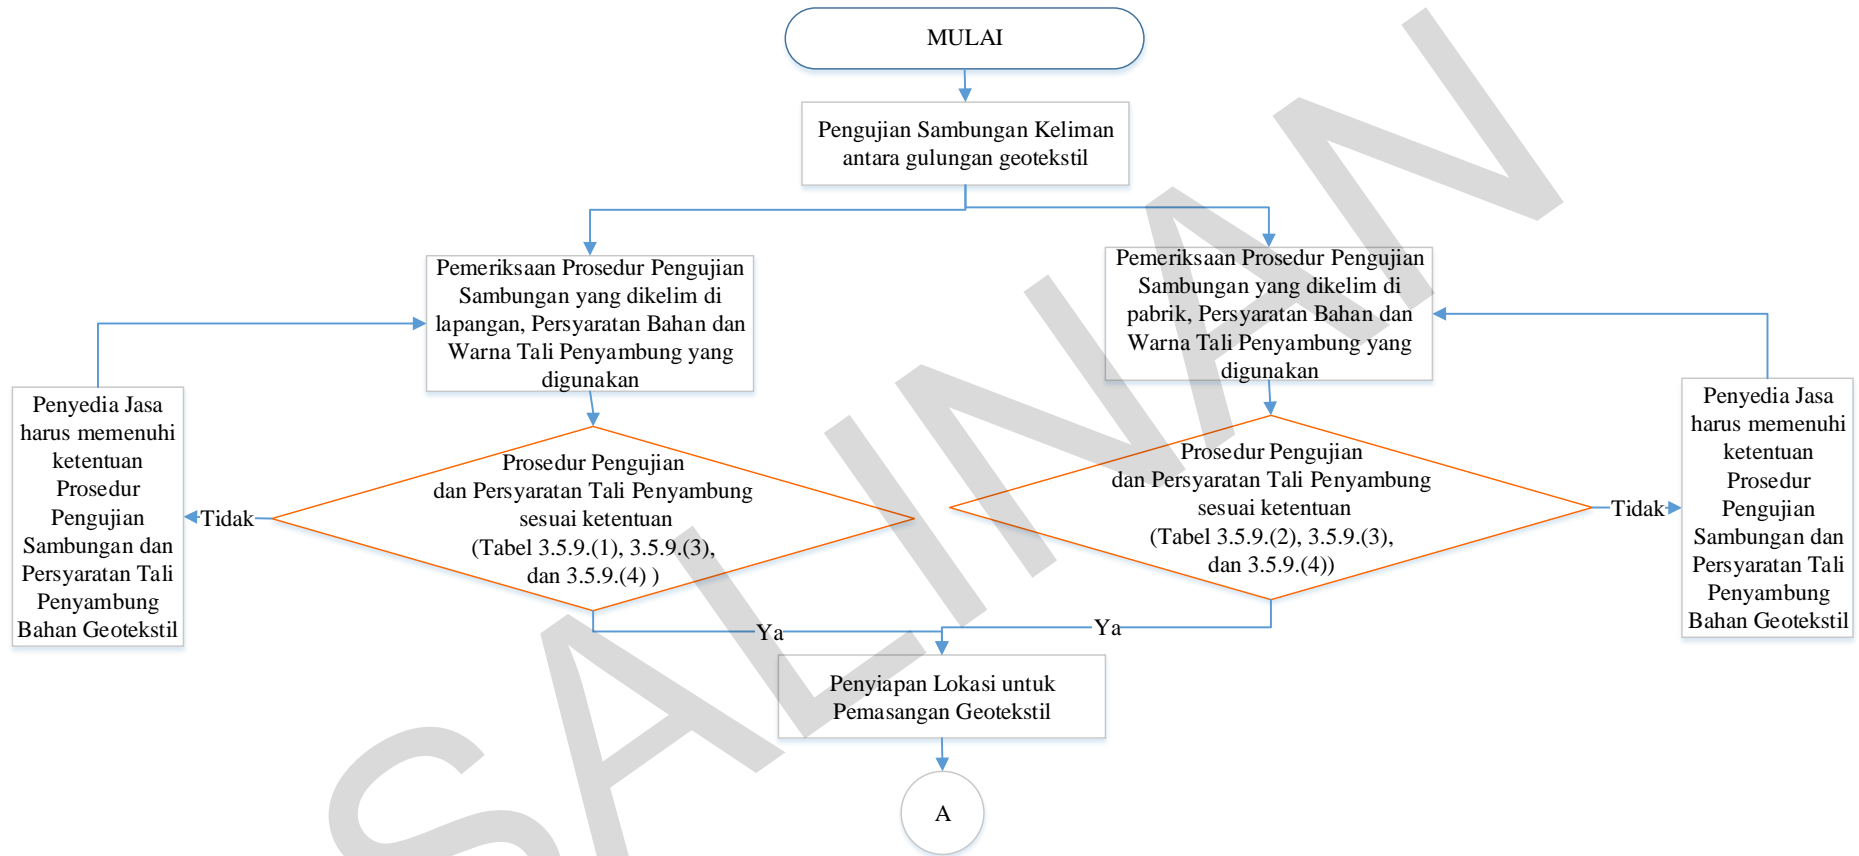 MULAI
Pengujian Sambungan Keliman
antara gulungan geotekstil
Pemeriksaan Prosedur Pengujian
Sambungan yang dikelim di
lapangan, Persyaratan Bahan dan
Warna Tali Penyambung yang
digunakan
Pemeriksaan Prosedur Pengujian
Sambungan yang dikelim di
pabrik, Persyaratan Bahan dan
Warna Tali Penyambung yang
digunakan
Penyedia Jasa
harus memenuhi
ketentuan
Prosedur
Pengujian
Sambungan dan
Persyaratan Tali
Penyambung
Bahan Geotekstil
Tidak
Prosedur Pengujian
dan Persyaratan Tali Penyambung
sesuai ketentuan
(Tabel 3.5.9.(1), 3.5.9.(3),
dan 3.5.9.(4) )
Prosedur Pengujian
dan Persyaratan Tali Penyambung
sesuai ketentuan
(Tabel 3.5.9.(2), 3.5.9.(3),
dan 3.5.9.(4))
Tidak
Penyedia Jasa
harus memenuhi
ketentuan
Prosedur
Pengujian
Sambungan dan
Persyaratan Tali
Penyambung
Bahan Geotekstil
Ya
Ya
Penyiapan Lokasi untuk
Pemasangan Geotekstil
A
SALINAN